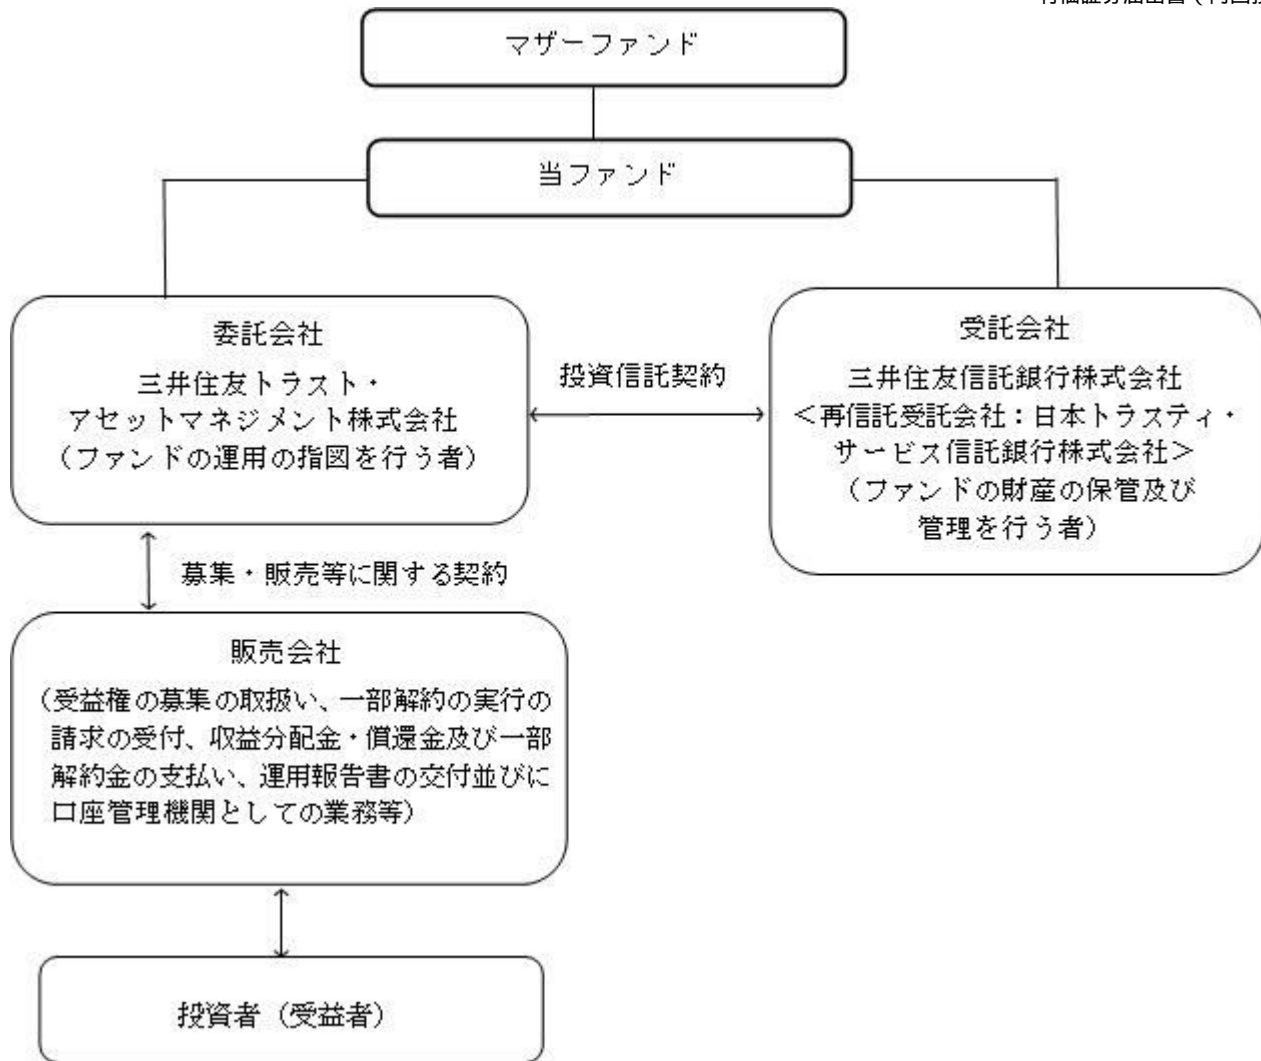 マザーファンド
当ファンド
委託会社
三井住友トラスト・
アセットマネジメント株式会社
（ファンドの運用の指図を行う者）
投資信託契約
受託会社
三井住友信託銀行株式会社
＜再信託受託会社：日本トラスティ・
サービス信託銀行株式会社＞
（ファンドの財産の保管及び
管理を行う者）
募集・販売等に関する契約
販売会社
（受益権の募集の取扱い、一部解約の実行の
請求の受付、収益分配金・償還金及び一部
解約金の支払い、運用報告書の交付並びに
口座管理機関としての業務等）
投資者（受益者）